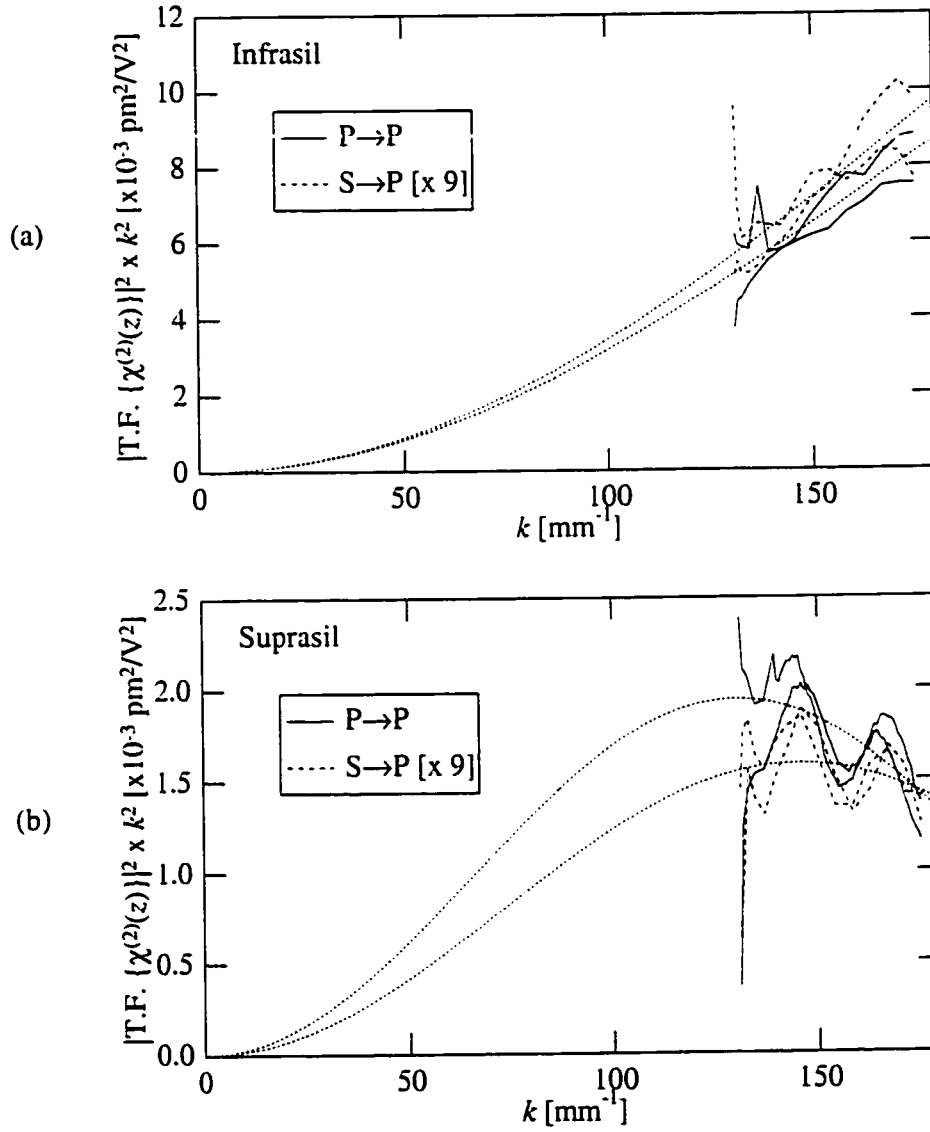 (a)
|T.F. {χ⁽²⁾(z)}|² x k² [x10⁻³ pm²/V²]
12
10
8
6
4
2
0
Infrasil
P→P
S→P [x 9]
0 50 100 150
k [mm⁻¹]
(b)
|T.F. {χ⁽²⁾(z)}|² x k² [x10⁻³ pm²/V²]
2.5
2.0
1.5
1.0
0.5
0.0
Suprasil
P→P
S→P [x 9]
0 50 100 150
k [mm⁻¹]